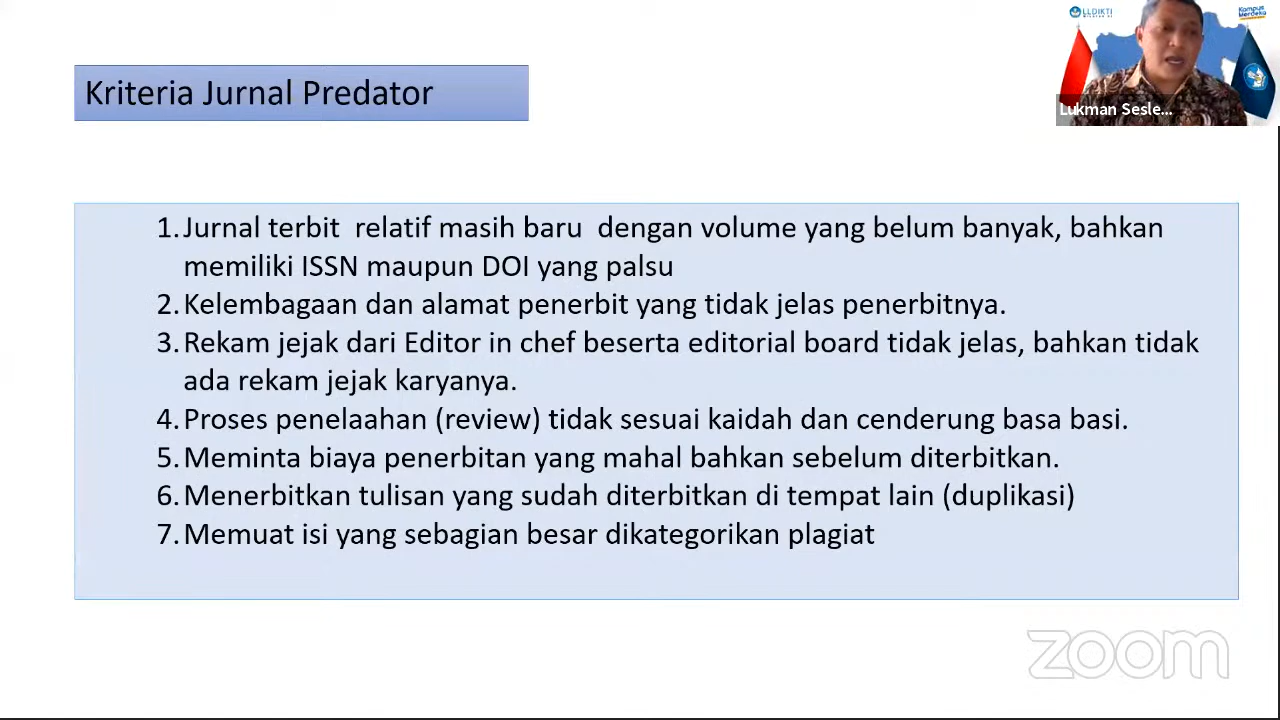 LLDIKTI
Kampus
Merdeka
Kriteria Jurnal Predator
Lukman Sesle...
1. Jurnal terbit relatif masih baru dengan volume yang belum banyak, bahkan
memiliki ISSN maupun DOI yang palsu
2. Kelembagaan dan alamat penerbit yang tidak jelas penerbitnya.
3. Rekam jejak dari Editor in chef beserta editorial board tidak jelas, bahkan tidak
ada rekam jejak karyanya.
4. Proses penelaahan (review) tidak sesuai kaidah dan cenderung basa basi.
5. Meminta biaya penerbitan yang mahal bahkan sebelum diterbitkan.
6. Menerbitkan tulisan yang sudah diterbitkan di tempat lain (duplikasi)
7. Memuat isi yang sebagian besar dikategorikan plagiat
zoom